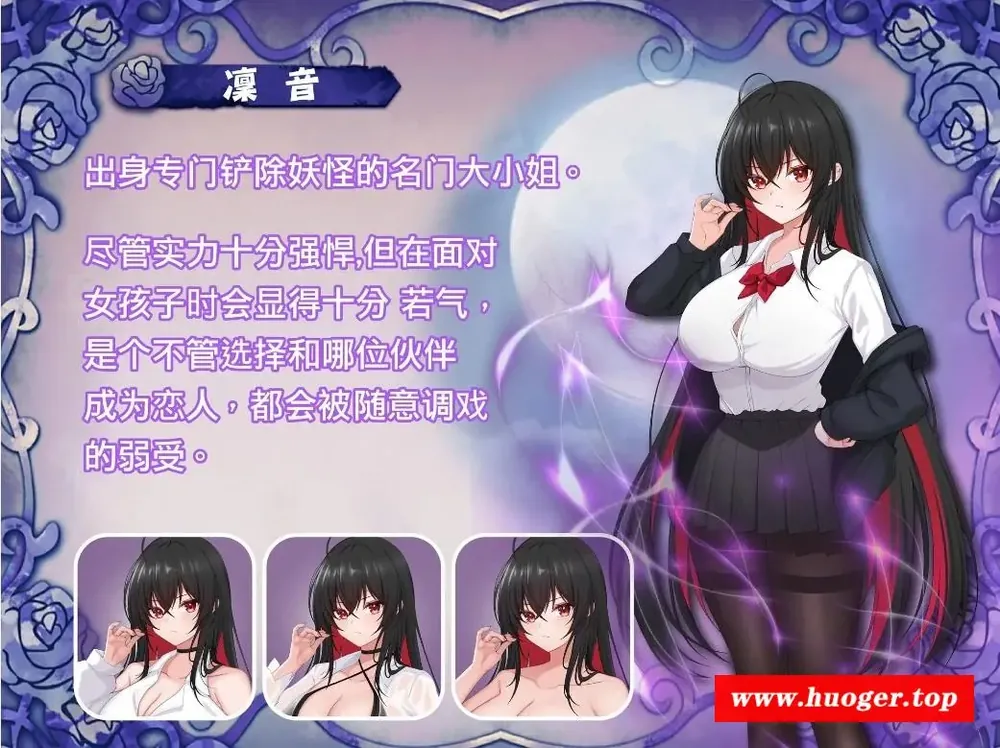 凜音
出身专门铲除妖怪的名门大小姐。
尽管实力十分强悍,但在面对
女孩子时会显得十分 若气，
是个不管选择和哪位伙伴
成为恋人，都会被随意调戏
的弱受。
www.huoger.top